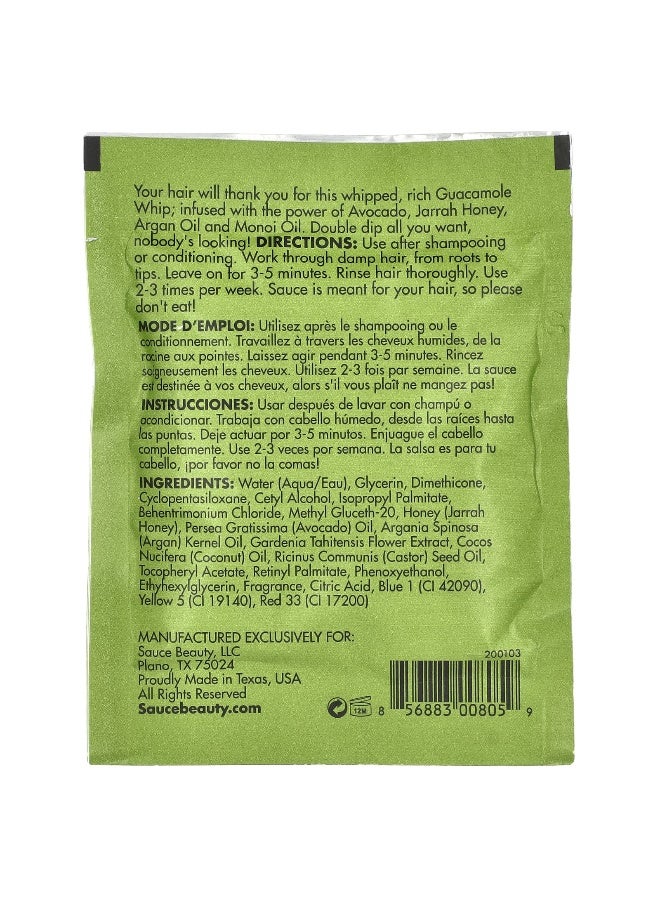 Your hair will thank you for this whipped, rich Guacamole
Whip; infused with the power of Avocado, Jarrah Honey,
Argan Oil and Monoi Oil. Double dip all you want,
nobody's looking! DIRECTIONS: Use after shampooing
or conditioning. Work through damp hair, from roots to
tips. Leave on for 3-5 minutes. Rinse hair thoroughly. Use
2-3 times per week. Sauce is meant for your hair, so please
don't eat!
MODE D'EMPLOI: Utilisez après le shampooing ou le
conditionnement. Travaillez à travers les cheveux humides, de la
racine aux pointes. Laissez agir pendant 3-5 minutes. Rincez
soigneusement les cheveux. Utilisez 2-3 fois par semaine. La sauce
est destinée à vos cheveux, alors s'il vous plaît ne mangez pas!
INSTRUCCIONES: Usar después de lavar con champú o
acondicionar. Trabaja con cabello húmedo, desde las raíces hasta
las puntas. Deje actuar por 3-5 minutos. Enjuague el cabello
completamente. Use 2-3 veces por semana. La salsa es para tu
cabello, ¡por favor no la comas!
INGREDIENTS: Water (Aqua/Eau), Glycerin, Dimethicone,
Cyclopentasiloxane, Cetyl Alcohol, Isopropyl Palmitate,
Behentrimonium Chloride, Methyl Gluceth-20, Honey (Jarrah
Honey), Persea Gratissima (Avocado) Oil, Argania Spinosa
(Argan) Kernel Oil, Gardenia Tahitensis Flower Extract, Cocos
Nucifera (Coconut) Oil, Ricinus Communis (Castor) Seed Oil,
Tocopheryl Acetate, Retinyl Palmitate, Phenoxyethanol,
Ethyhexylglycerin, Fragrance, Citric Acid, Blue 1 (CI 42090),
Yellow 5 (CI 19140), Red 33 (CI 17200)
MANUFACTURED EXCLUSIVELY FOR:
Sauce Beauty, LLC
Plano, TX 75024
Proudly Made in Texas, USA
All Rights Reserved
Saucebeauty.com
12M
200103
8 56883 00805 9